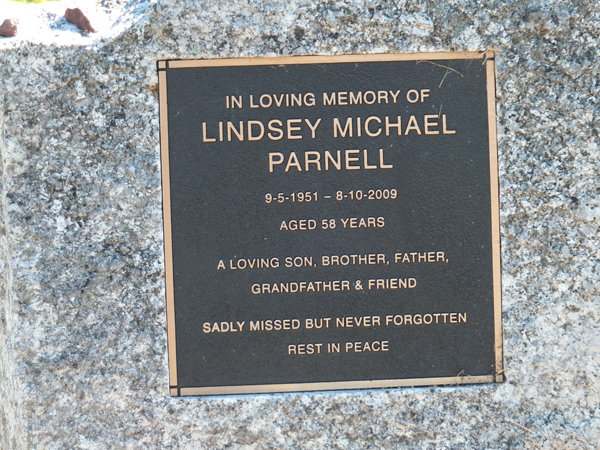 IN LOVING MEMORY OF
LINDSEY MICHAEL
PARNELL
9-5-1951 – 8-10-2009
AGED 58 YEARS
A LOVING SON, BROTHER, FATHER,
GRANDFATHER & FRIEND
SADLY MISSED BUT NEVER FORGOTTEN
REST IN PEACE